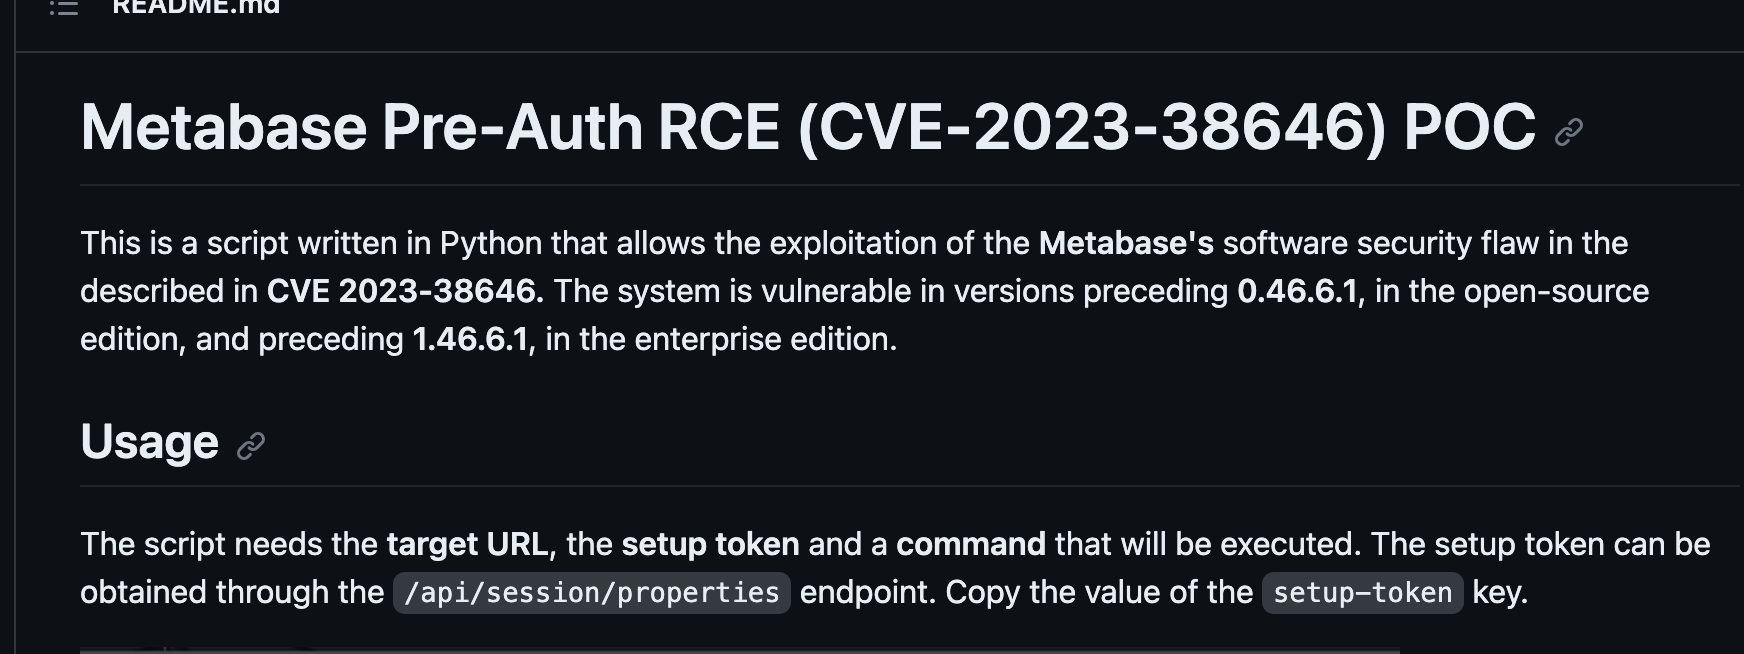 README.md
Metabase Pre-Auth RCE (CVE-2023-38646) POC
This is a script written in Python that allows the exploitation of the Metabase's software security flaw in the
described in CVE 2023-38646. The system is vulnerable in versions preceding 0.46.6.1, in the open-source
edition, and preceding 1.46.6.1, in the enterprise edition.
Usage
The script needs the target URL, the setup token and a command that will be executed. The setup token can be
obtained through the /api/session/properties endpoint. Copy the value of the setup-token key.